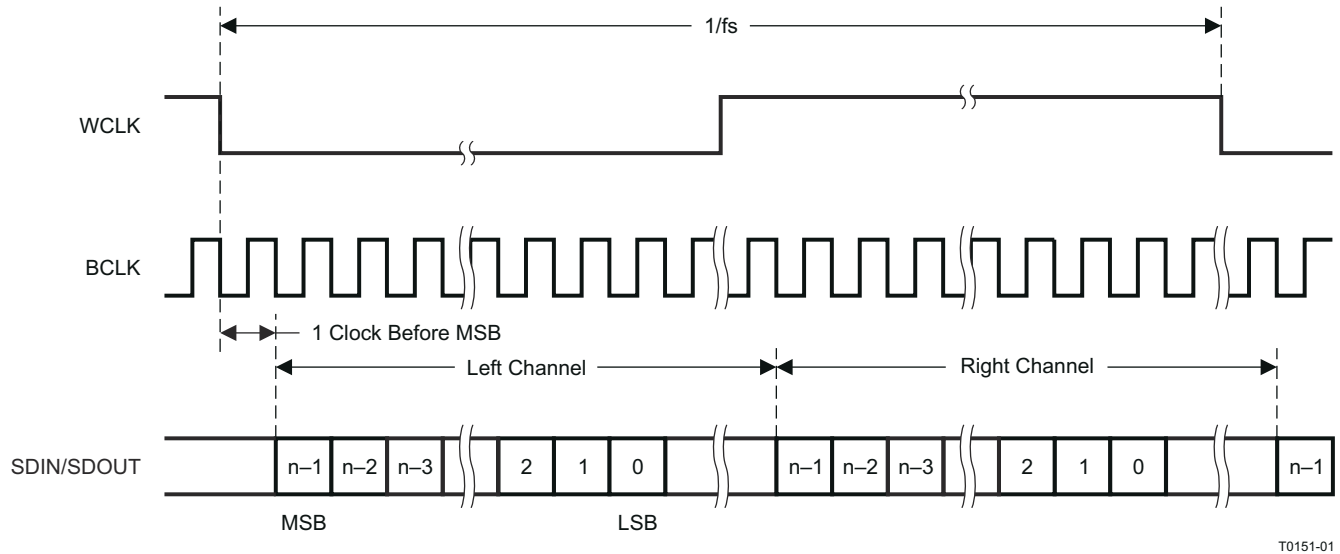 1/fs
WCLK
BCLK
1 Clock Before MSB
Left Channel
Right Channel
SDIN/SDOUT
n–1 n–2 n–3 2 1 0 n–1 n–2 n–3 2 1 0 n–1
MSB LSB
T0151-01